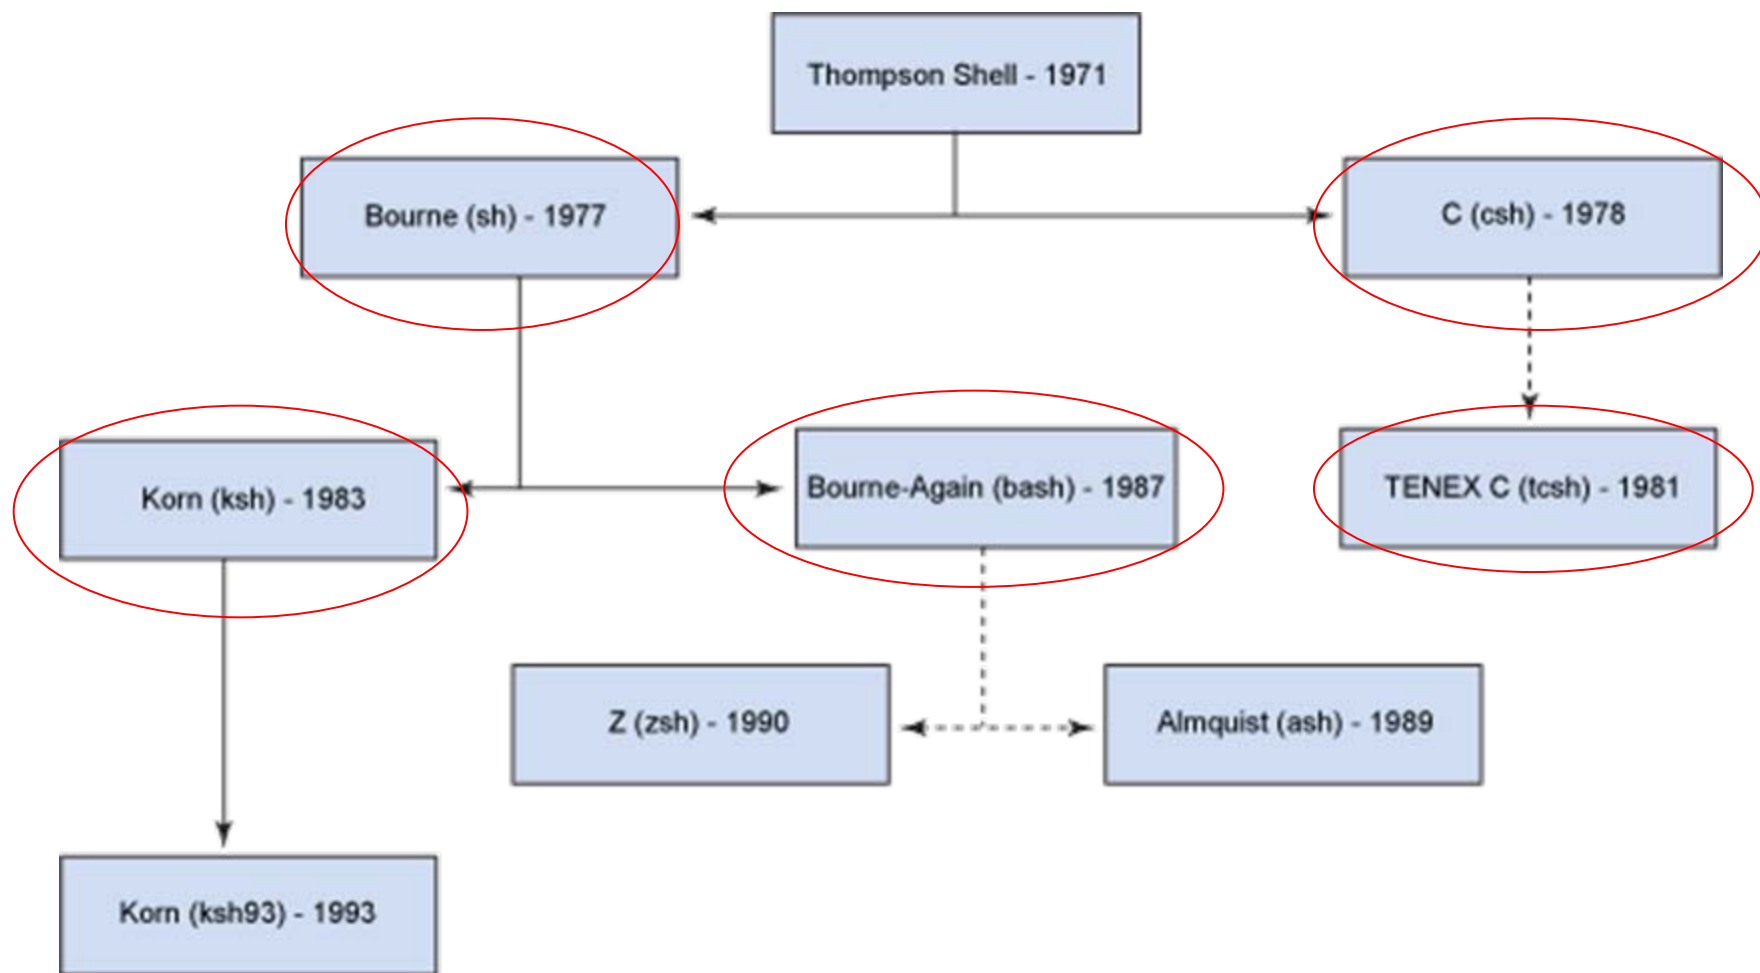 Thompson Shell - 1971
Bourne (sh) - 1977
C (csh) - 1978
Korn (ksh) - 1983
Bourne-Again (bash) - 1987
TENEX C (tcsh) - 1981
Z (zsh) - 1990
Almquist (ash) - 1989
Korn (ksh93) - 1993